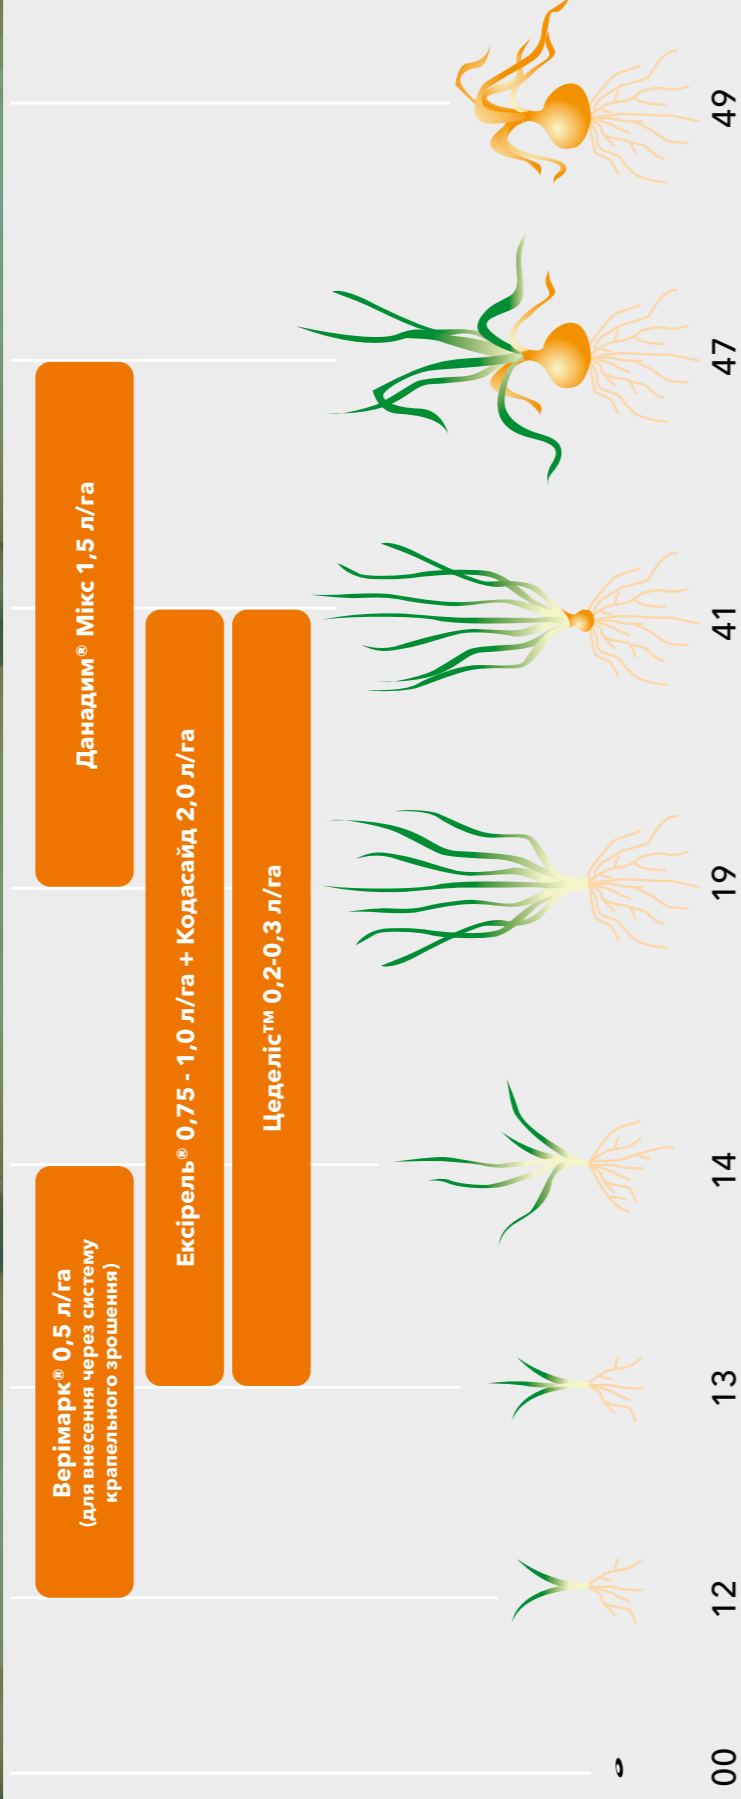 Верімарк® 0,5 л/га
(для внесення через систему
крапельного зрошення)
Данадим® Мікс 1,5 л/га
Ексірель® 0,75 - 1,0 л/га + Кодасайд 2,0 л/га
Цеделіс™ 0,2-0,3 л/га
00 12 13 14 19 41 47 49